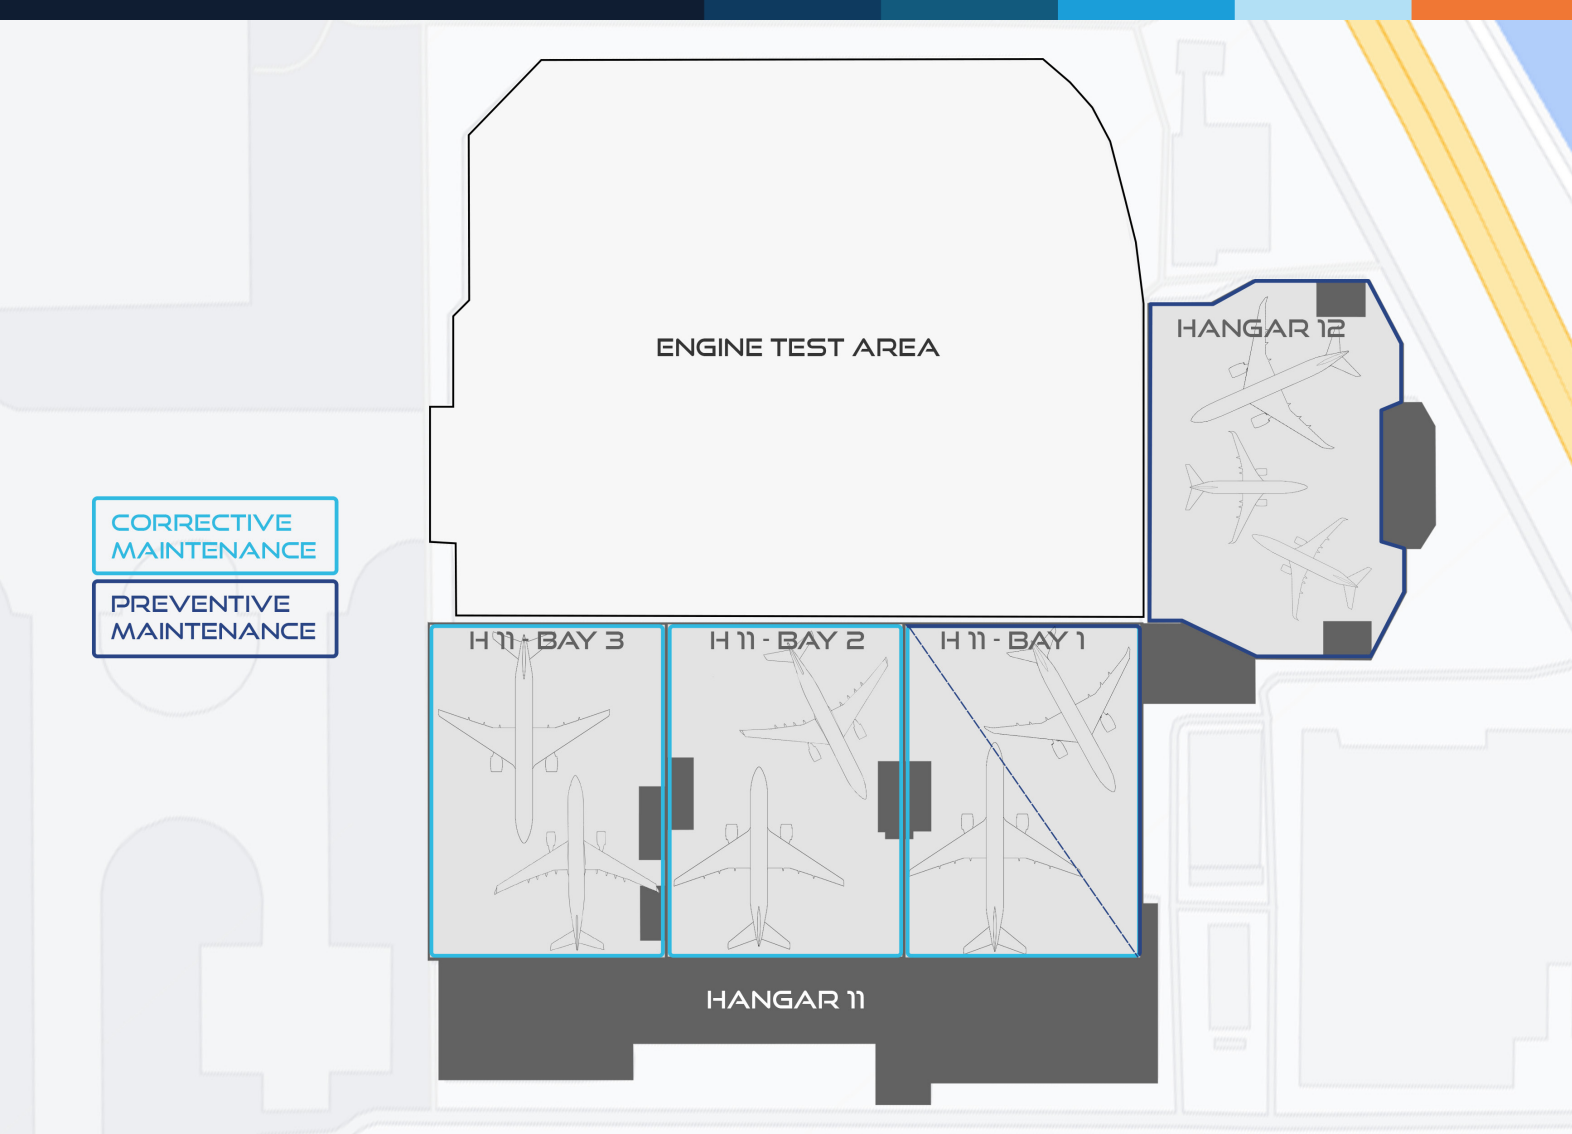 HANGAR 12
ENGINE TEST AREA
CORRECTIVE
MAINTENANCE
PREVENTIVE
MAINTENANCE
H 11 - BAY 3
H 11 - BAY 2
H 11 - BAY 1
HANGAR 11